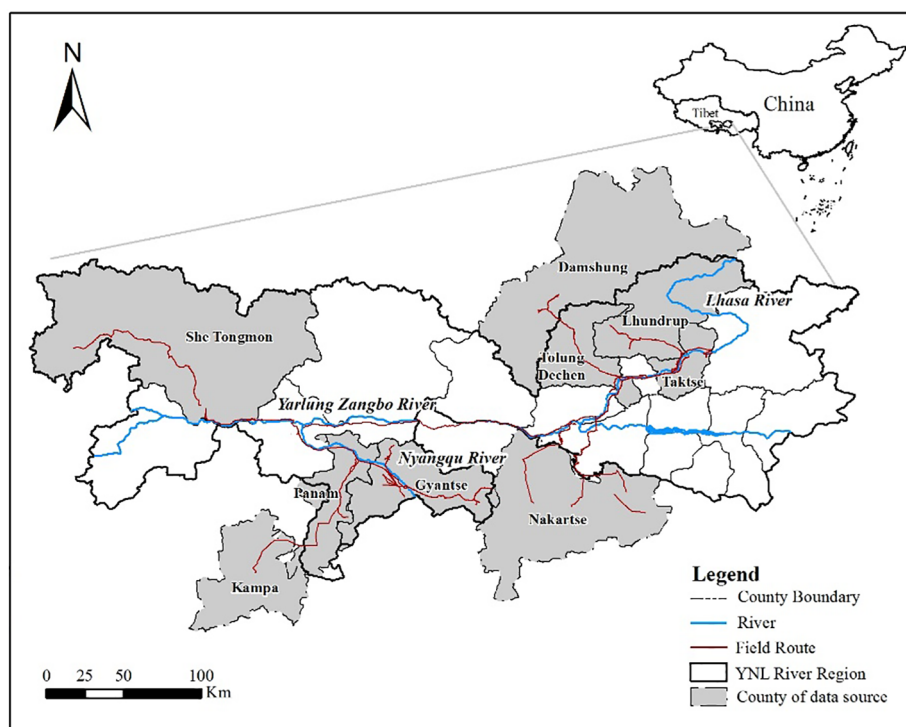 N
China
Tibet
Damshung
Lhasa River
Lhundrup
She Tongmon
Tolung
Dechen
Taktse
Yarlung Zangbo River
Nyangqu River
Panam
Gyantse
Nakartse
Kampa
Legend
County Boundary
River
Field Route
YNL River Region
County of data source
0 25 50 100
Km